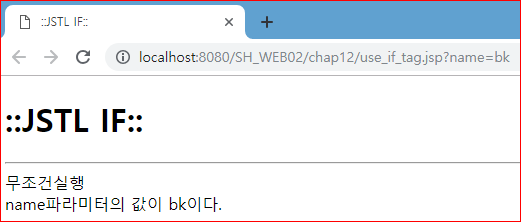 ::JSTL IF::
localhost:8080/SH_WEB02/chap12/use_if_tag.jsp?name=bk
::JSTL IF::
무조건실행
name파라미터의 값이 bk이다.